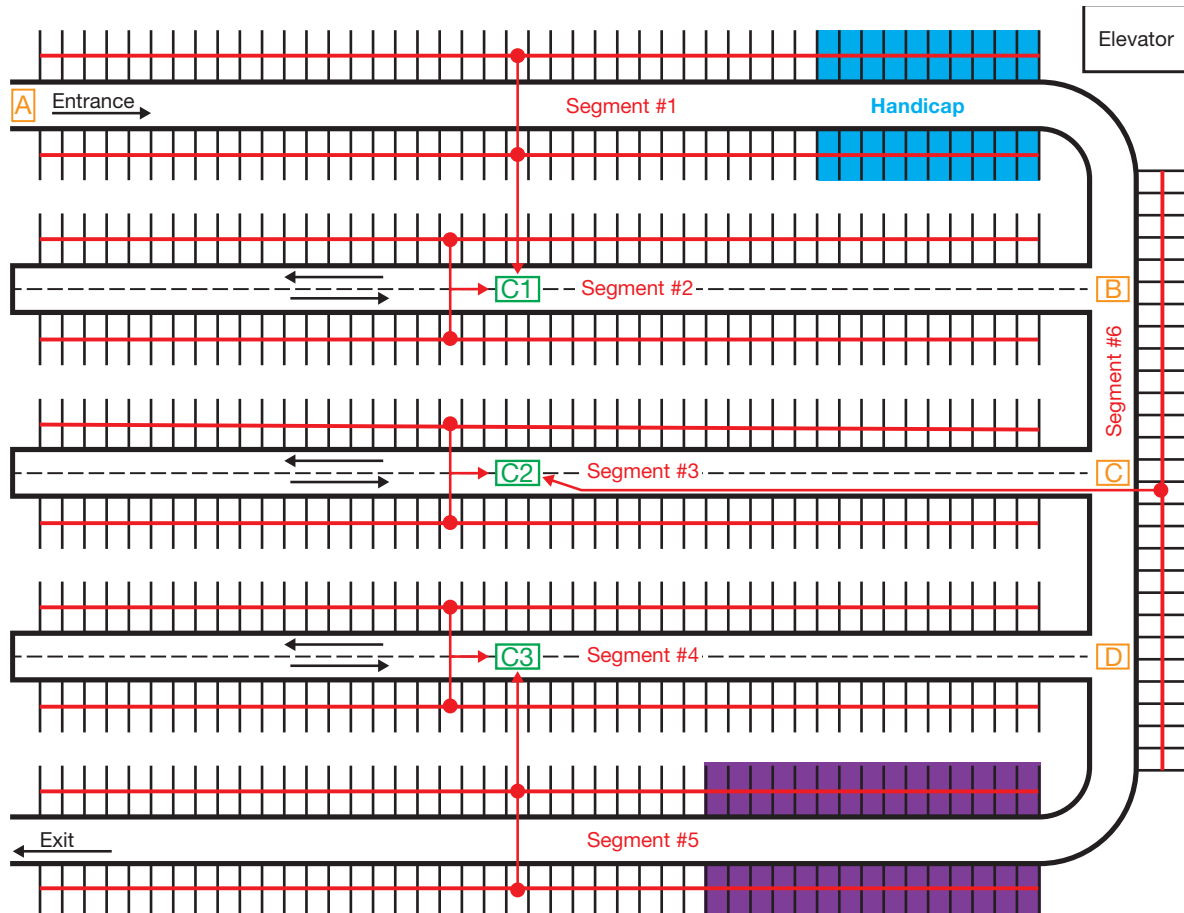 Elevator
A
Entrance
Segment #1
Handicap
C1
Segment #2
B
Segment #6
C2
Segment #3
C
C3
Segment #4
D
Exit
Segment #5